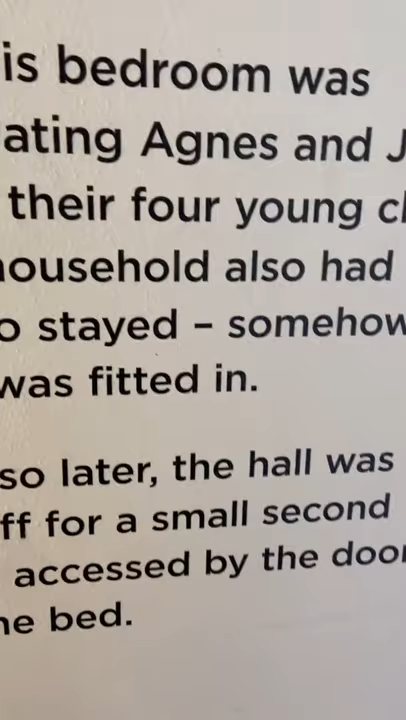 is bedroom was
ating Agnes and J
their four young c
ousehold also had
o stayed – somehow
was fitted in.
so later, the hall was
ff for a small second
accessed by the door
he bed.